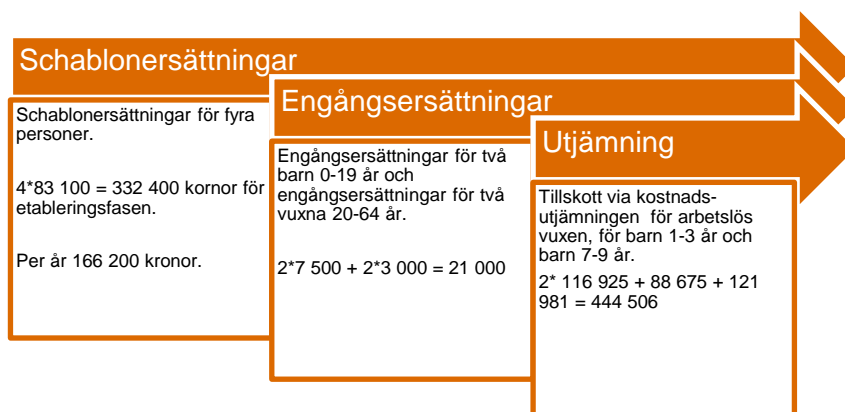 Schablonersättningar
Schablonersättningar för fyra
personer.
4*83 100 = 332 400 kornor för
etableringsfasen.
Per år 166 200 kronor.
Engångsersättningar
Engångsersättningar för två
barn 0-19 år och
engångsersättningar för två
vuxna 20-64 år.
2*7 500 + 2*3 000 = 21 000
Utjämning
Tillskott via kostnads-
utjämningen för arbetslös
vuxen, för barn 1-3 år och
barn 7-9 år.
2* 116 925 + 88 675 + 121
981 = 444 506